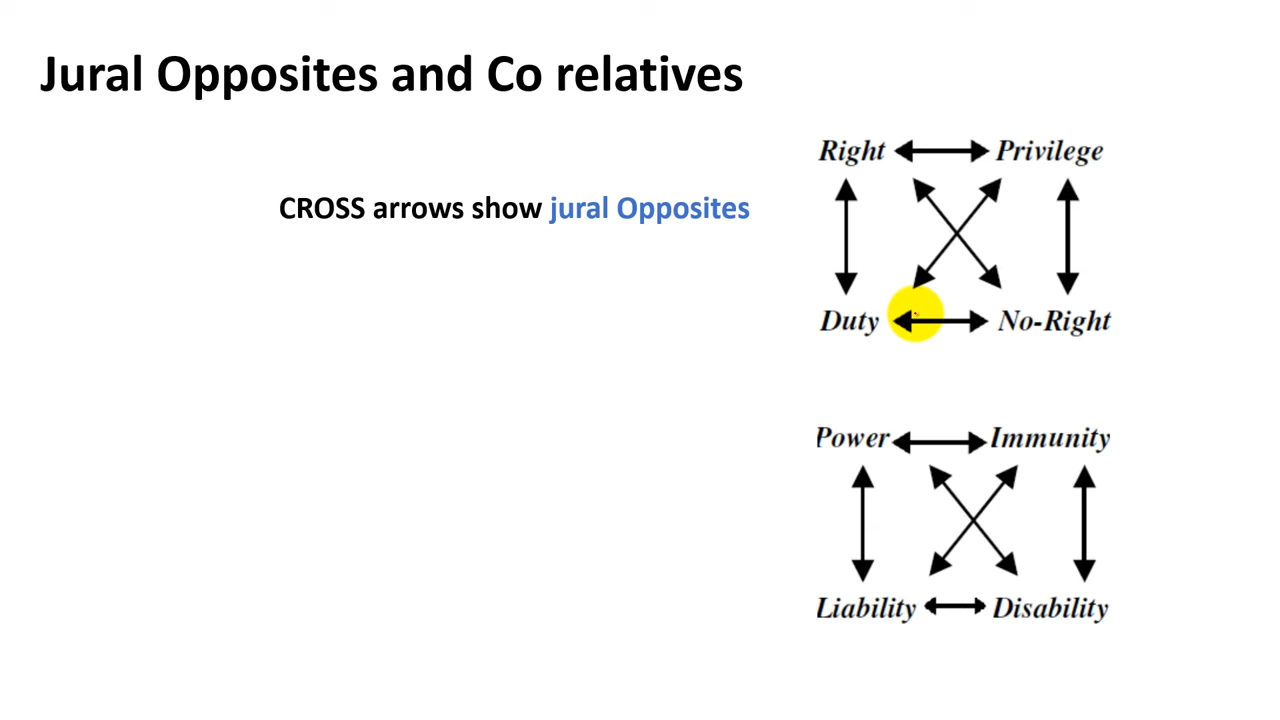 Jural Opposites and Co relatives
CROSS arrows show jural Opposites
Right Privilege
Duty No-Right
Power Immunity
Liability Disability